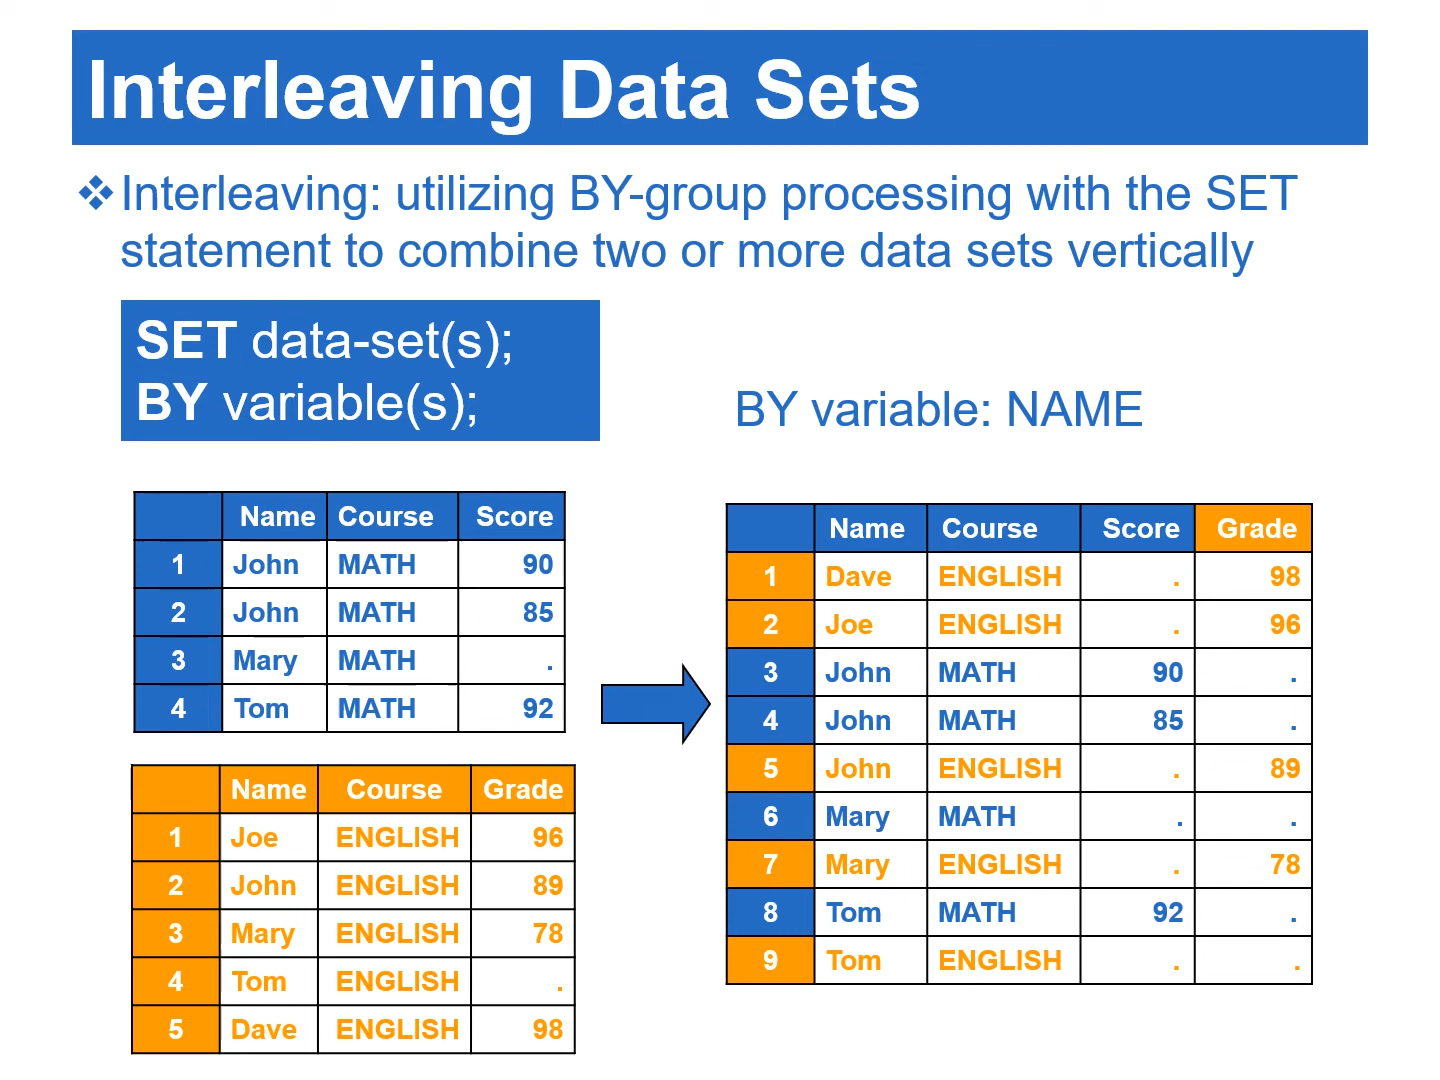 Interleaving Data Sets
❖Interleaving: utilizing BY-group processing with the SET
statement to combine two or more data sets vertically
SET data-set(s);
BY variable(s);
BY variable: NAME
Name Course Score
1 John MATH 90
2 John MATH 85
3 Mary MATH .
4 Tom MATH 92
Name Course Grade
1 Joe ENGLISH 96
2 John ENGLISH 89
3 Mary ENGLISH 78
4 Tom ENGLISH .
5 Dave ENGLISH 98
Name Course Score Grade
1 Dave ENGLISH . 98
2 Joe ENGLISH . 96
3 John MATH 90 .
4 John MATH 85 .
5 John ENGLISH . 89
6 Mary MATH . .
7 Mary ENGLISH . 78
8 Tom MATH 92 .
9 Tom ENGLISH . .